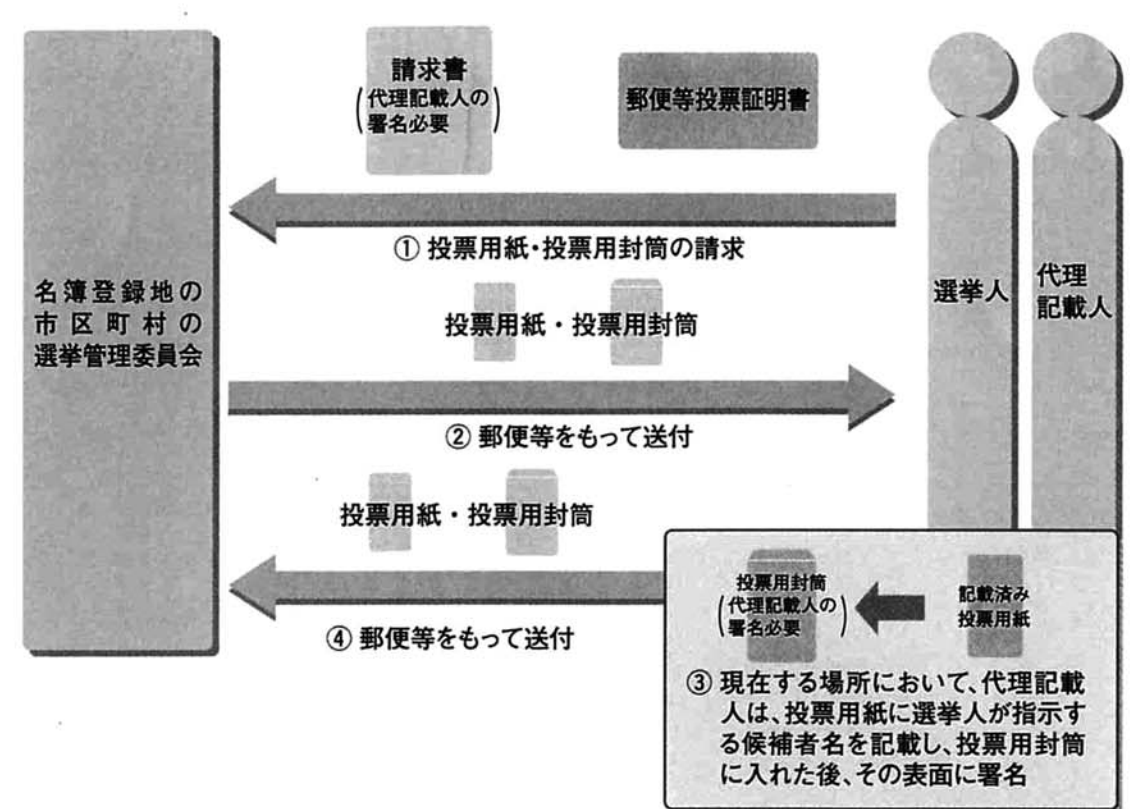 請求書
(代理記載人の
署名必要)
郵便等投票証明書
① 投票用紙・投票用封筒の請求
名簿登録地の
市区町村の
選挙管理委員会
選挙人
代理
記載人
投票用紙・投票用封筒
② 郵便等をもって送付
投票用紙・投票用封筒
④ 郵便等をもって送付
投票用封筒
(代理記載人の
署名必要)
記載済み
投票用紙
③ 現在する場所において、代理記載
人は、投票用紙に選挙人が指示す
る候補者名を記載し、投票用封筒
に入れた後、その表面に署名